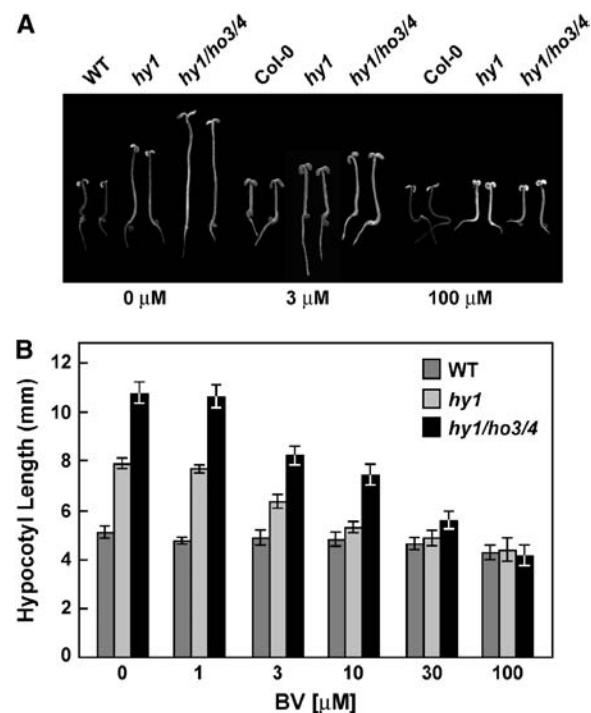 A
WT hy1 hy1/ho3/4 Col-0 hy1 hy1/ho3/4 Col-0 hy1 hy1/ho3/4
0 μM 3 μM 100 μM
B
Hypocotyl Length (mm)
12
10
8
6
4
2
0
WT
hy1
hy1/ho3/4
0 1 3 10 30 100
BV [μM]